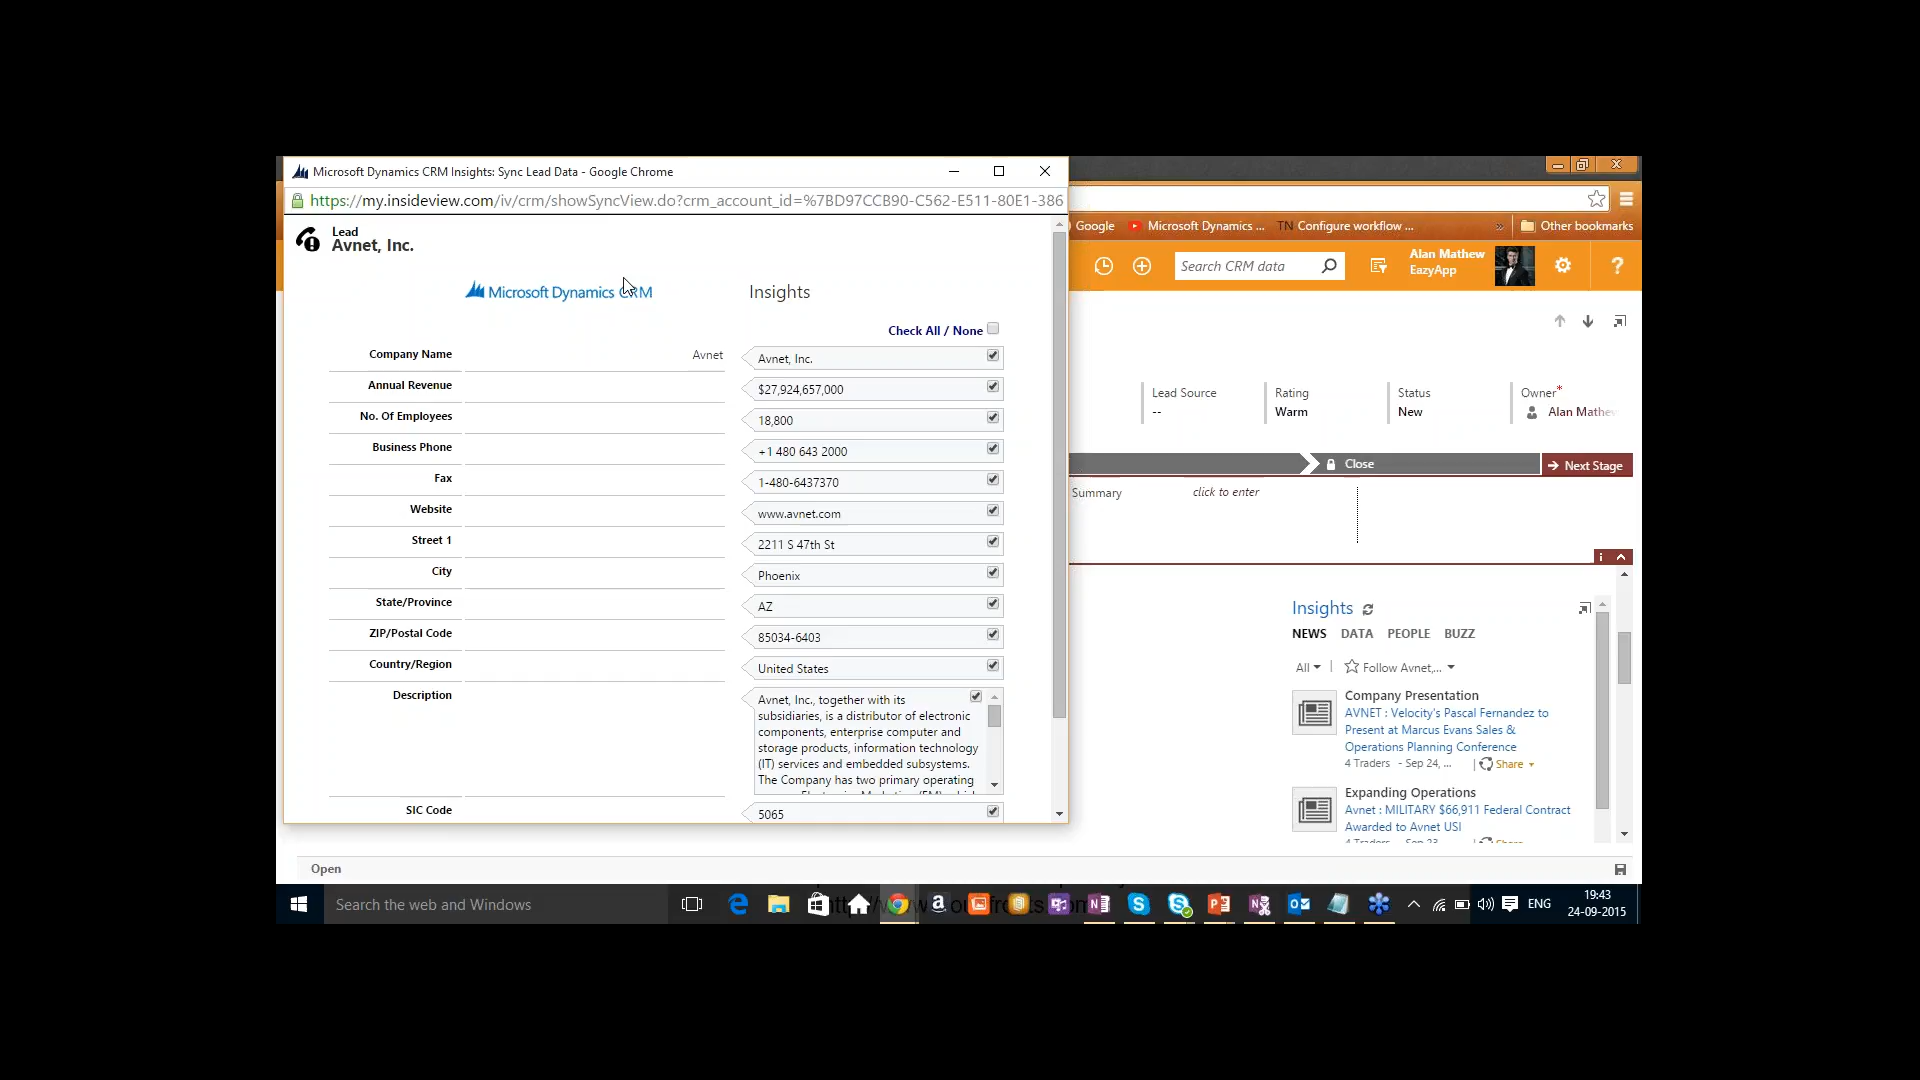 Microsoft Dynamics CRM Insights: Sync Lead Data - Google Chrome
https://my.insideview.com/iv/crm/showSyncView.do?crm_account_id=%7BD97CCB90-C562-E511-80E1-386
Lead
Avnet, Inc.
Microsoft Dynamics CRM
Insights
Check All / None
Company Name Avnet Avnet, Inc.
Annual Revenue $27,924,657,000
No. Of Employees 18,800
Business Phone +1 480 643 2000
Fax 1-480-6437370
Website www.avnet.com
Street 1 2211 S 47th St
City Phoenix
State/Province AZ
ZIP/Postal Code 85034-6403
Country/Region United States
Description
Avnet, Inc., together with its
subsidiaries, is a distributor of electronic
components, enterprise computer and
storage products, information technology
(IT) services and embedded subsystems.
The Company has two primary operating
SIC Code 5065
Google Microsoft Dynamics ... TN Configure workflow ... » Other bookmarks
Search CRM data
Alan Mathew
EazyApp
?
Lead Source
--
Rating
Warm
Status
New
Owner*
Alan Mathew
Close
Next Stage
Summary click to enter
Insights
NEWS DATA PEOPLE BUZZ
All Follow Avnet,...
Company Presentation
AVNET : Velocity's Pascal Fernandez to
Present at Marcus Evans Sales &
Operations Planning Conference
4 Traders - Sep 24, ... | Share
Expanding Operations
Avnet : MILITARY $66,911 Federal Contract
Awarded to Avnet USI
4 Traders Sep 23 Share
Open
Search the web and Windows
ENG
19:43
24-09-2015